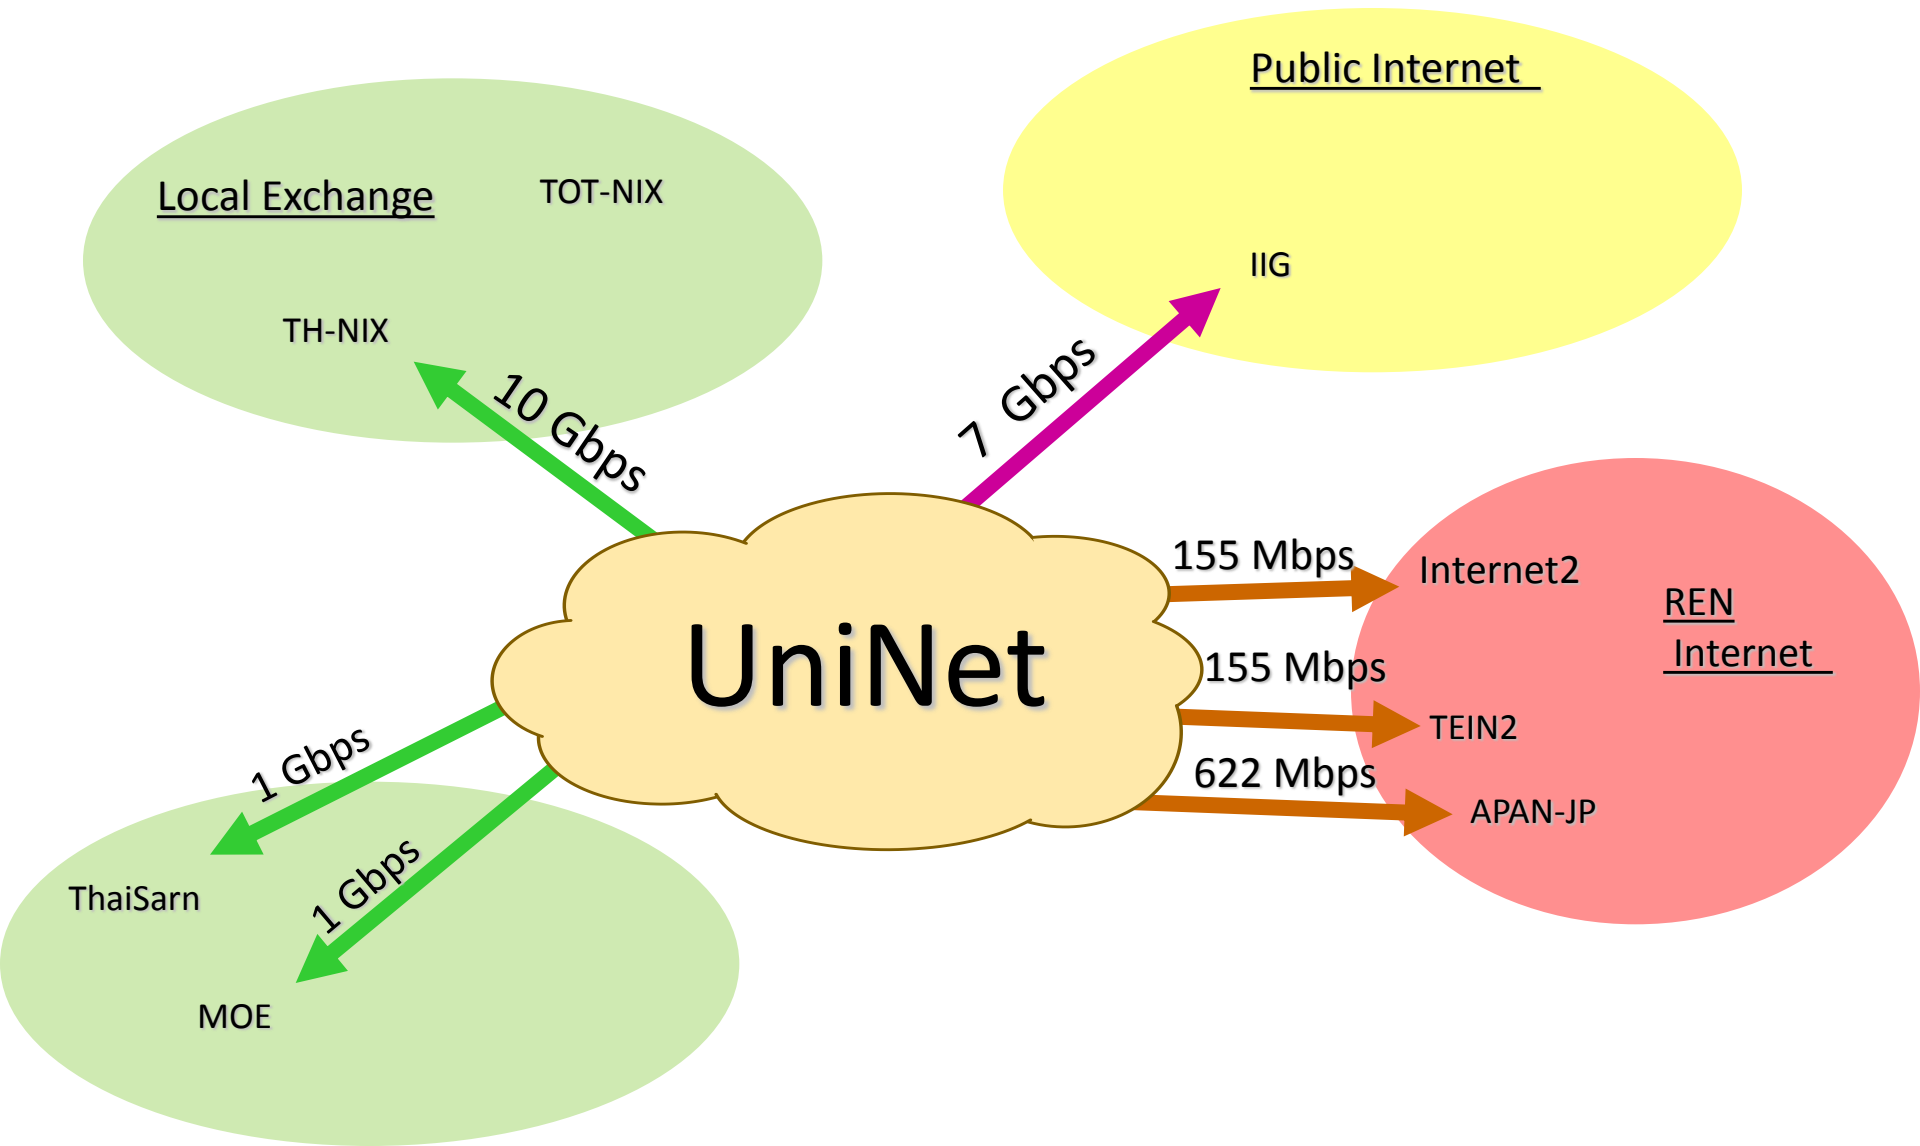 Public Internet
Local Exchange
TOT-NIX
IIG
TH-NIX
10 Gbps
7 Gbps
155 Mbps
Internet2
REN
Internet
UniNet
155 Mbps
TEIN2
622 Mbps
APAN-JP
1 Gbps
ThaiSarn
1 Gbps
MOE